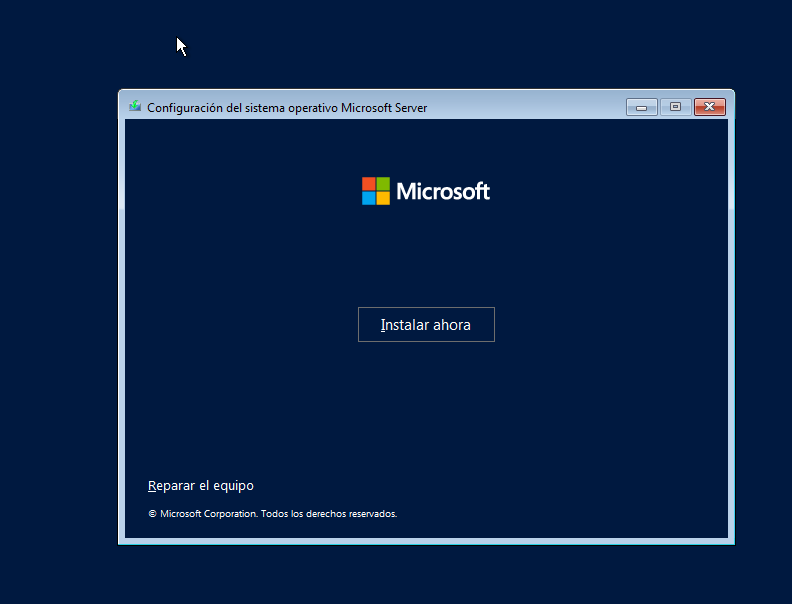 Configuración del sistema operativo Microsoft Server
Microsoft
Instalar ahora
Reparar el equipo
© Microsoft Corporation. Todos los derechos reservados.